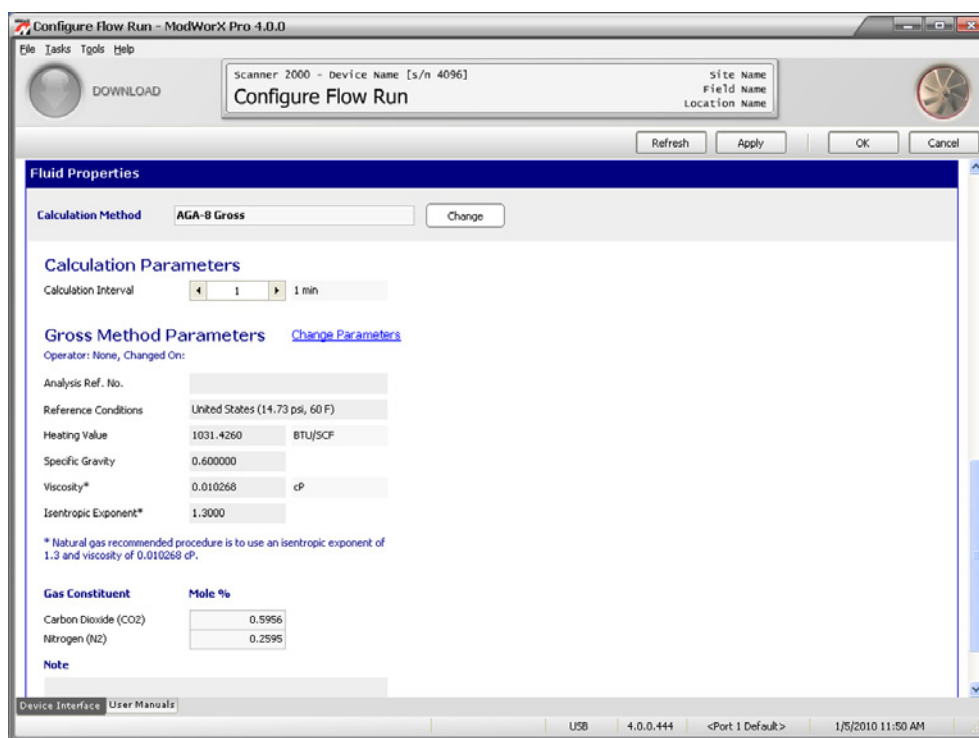 Configure Flow Run - ModWorX Pro 4.0.0
File Tasks Tools Help
DOWNLOAD
Scanner 2000 - Device Name [s/n 4096]
Configure Flow Run
Site Name
Field Name
Location Name
Refresh Apply OK Cancel
Fluid Properties
Calculation Method AGA-8 Gross Change
Calculation Parameters
Calculation Interval 1 1 min
Gross Method Parameters Change Parameters
Operator: None, Changed On:
Analysis Ref. No.
Reference Conditions United States (14.73 psi, 60 F)
Heating Value 1031.4260 BTU/SCF
Specific Gravity 0.600000
Viscosity* 0.010268 cP
Isentropic Exponent* 1.3000
* Natural gas recommended procedure is to use an isentropic exponent of
1.3 and viscosity of 0.010268 cP.
Gas Constituent Mole %
Carbon Dioxide (CO2) 0.5956
Nitrogen (N2) 0.2595
Note
Device Interface User Manuals
USB 4.0.0.444 <Port 1 Default> 1/5/2010 11:50 AM